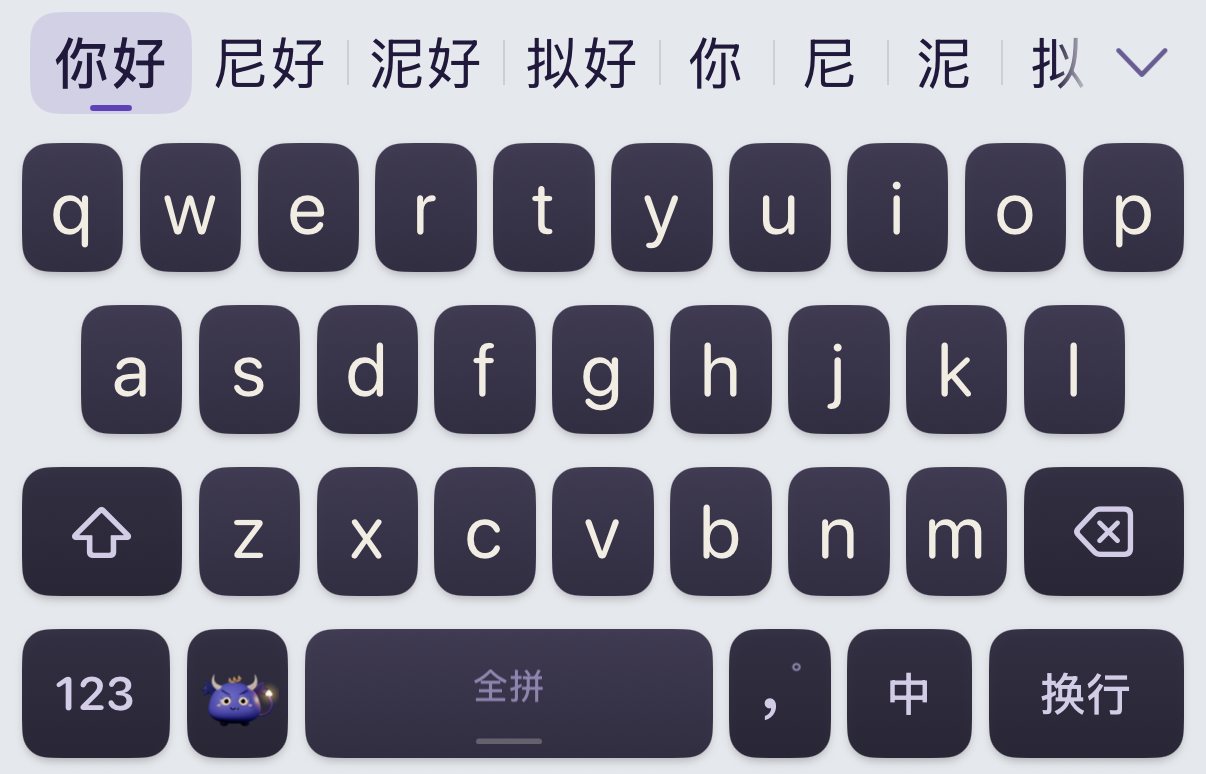 你好 尼好 泥好 拟好 你 尼 泥 拟
q w e r t y u i o p
a s d f g h j k l
z x c v b n m
123 全拼 ， 。 中 换行